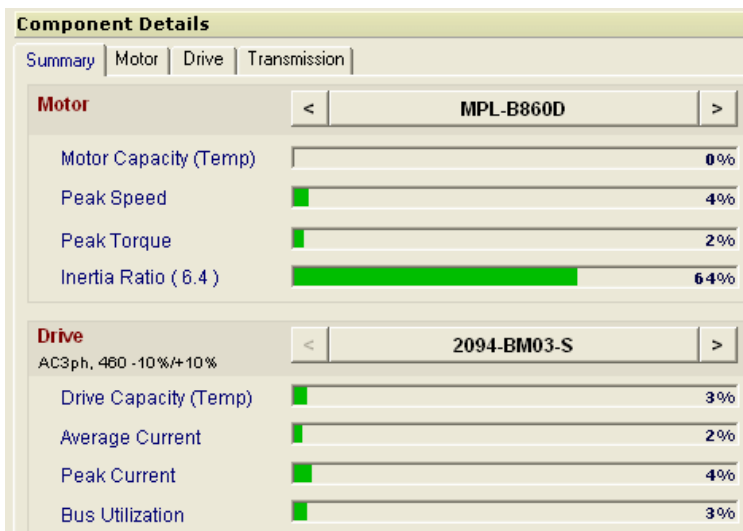 Component Details
Summary Motor Drive Transmission
Motor < MPL-B860D >
Motor Capacity (Temp) 0%
Peak Speed 4%
Peak Torque 2%
Inertia Ratio ( 6.4 ) 64%
Drive < 2094-BM03-S >
AC3ph, 460 -10%/+10%
Drive Capacity (Temp) 3%
Average Current 2%
Peak Current 4%
Bus Utilization 3%